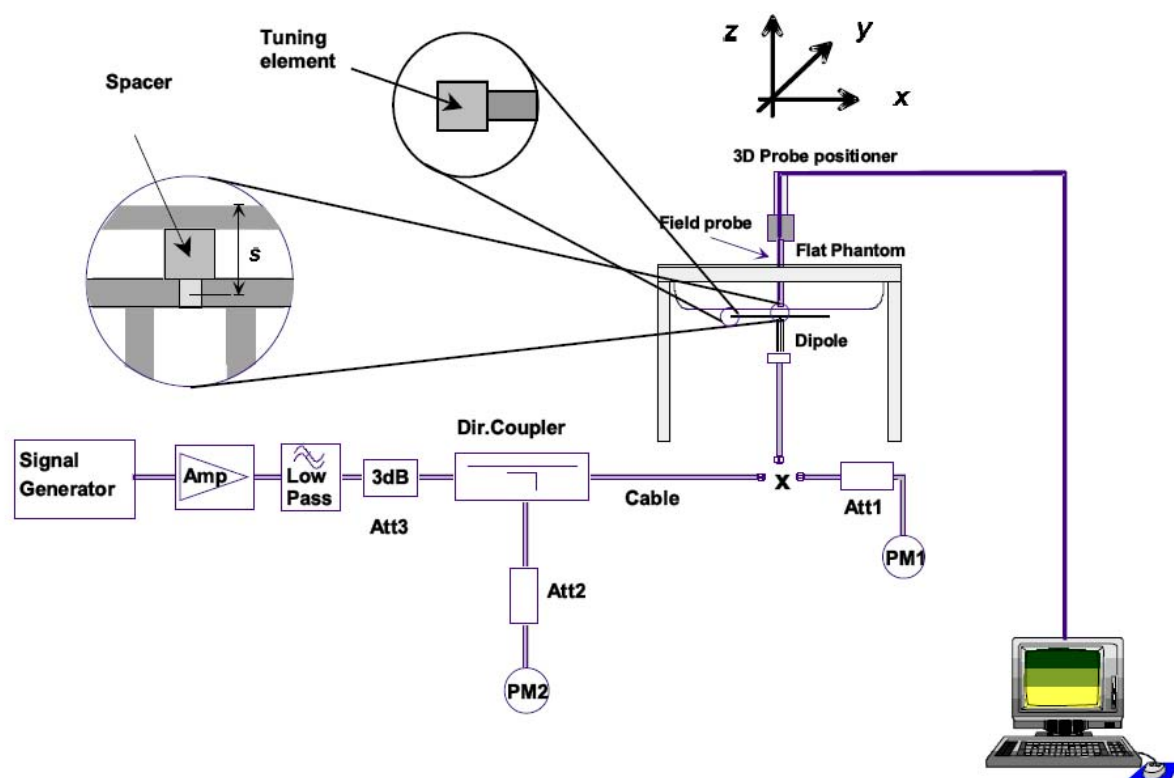 Tuning
element
Spacer
z
y
x
3D Probe positioner
Field probe
Flat Phantom
s
Dipole
Dir.Coupler
Signal
Generator
Amp
Low
Pass
3dB
Att3
Cable
x
Att1
PM1
Att2
PM2